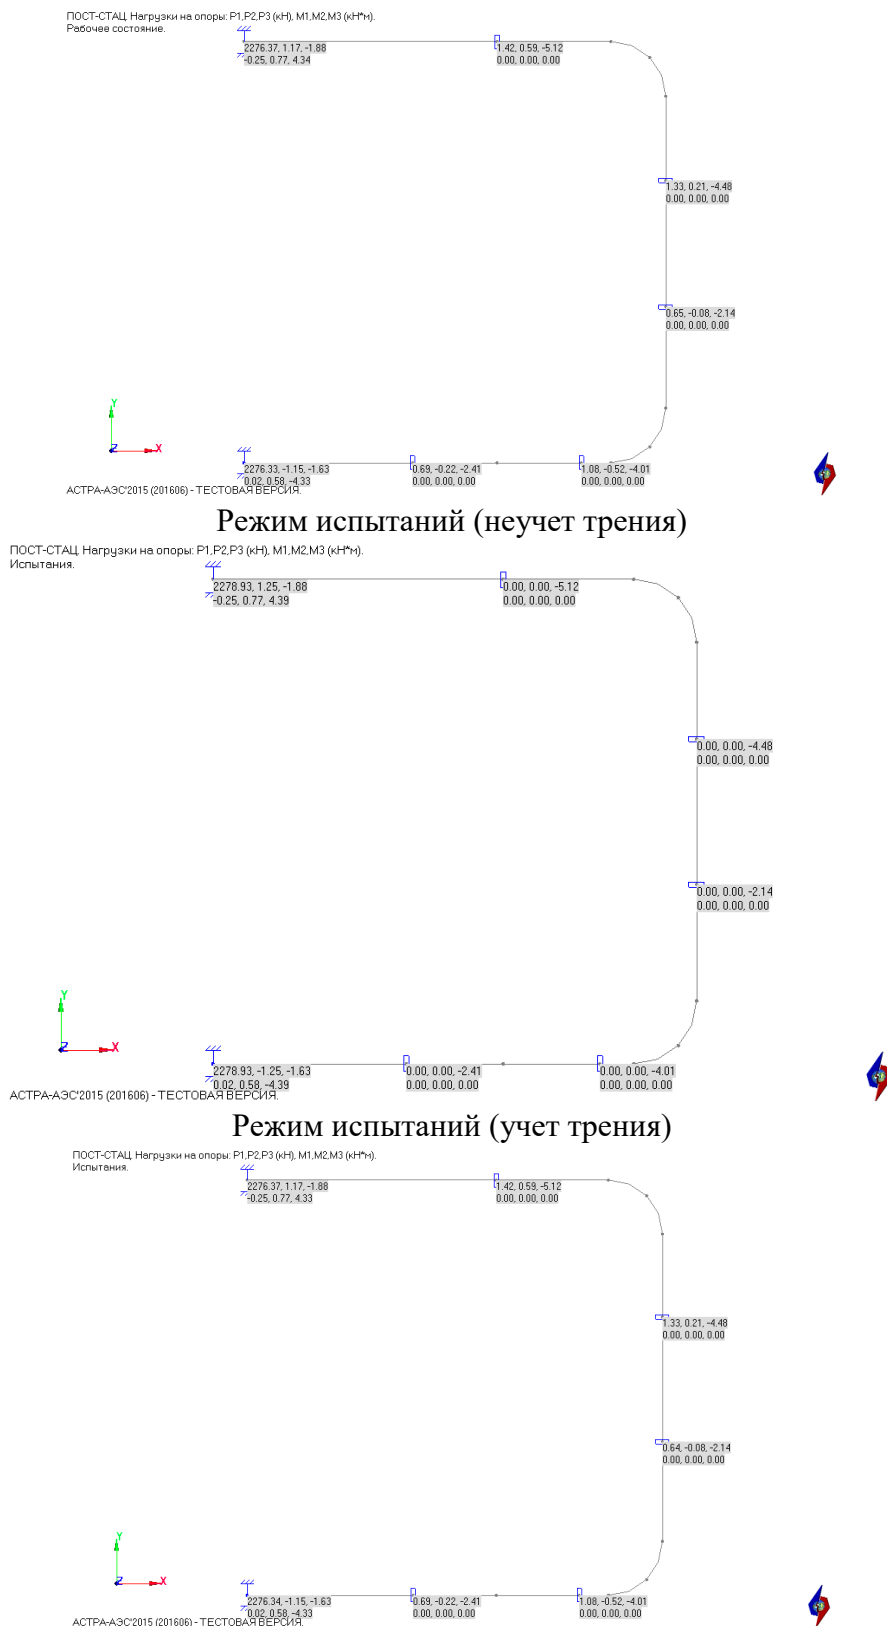 ПОСТ-СТАЦ. Нагрузки на опоры: P1,P2,P3 (кН), M1,M2,M3 (кН*м).
Рабочее состояние.
2276.37, 1.17, -1.88
-0.25, 0.77, 4.34
1.42, 0.59, -5.12
0.00, 0.00, 0.00
1.33, 0.21, -4.48
0.00, 0.00, 0.00
0.65, -0.08, -2.14
0.00, 0.00, 0.00
Y
Z
X
2276.33, -1.15, -1.63
0.02, 0.58, -4.33
0.69, -0.22, -2.41
0.00, 0.00, 0.00
1.08, -0.52, -4.01
0.00, 0.00, 0.00
АСТРА-АЭС'2015 (201606) - ТЕСТОВАЯ ВЕРСИЯ.
Режим испытаний (неучет трения)
ПОСТ-СТАЦ. Нагрузки на опоры: P1,P2,P3 (кН), M1,M2,M3 (кН*м).
Испытания.
2278.93, 1.25, -1.88
-0.25, 0.77, 4.39
0.00, 0.00, -5.12
0.00, 0.00, 0.00
0.00, 0.00, -4.48
0.00, 0.00, 0.00
0.00, 0.00, -2.14
0.00, 0.00, 0.00
Y
Z
X
2278.93, -1.25, -1.63
0.02, 0.58, -4.39
0.00, 0.00, -2.41
0.00, 0.00, 0.00
0.00, 0.00, -4.01
0.00, 0.00, 0.00
АСТРА-АЭС'2015 (201606) - ТЕСТОВАЯ ВЕРСИЯ.
Режим испытаний (учет трения)
ПОСТ-СТАЦ. Нагрузки на опоры: P1,P2,P3 (кН), M1,M2,M3 (кН*м).
Испытания.
2276.37, 1.17, -1.88
-0.25, 0.77, 4.33
1.42, 0.59, -5.12
0.00, 0.00, 0.00
1.33, 0.21, -4.48
0.00, 0.00, 0.00
0.64, -0.08, -2.14
0.00, 0.00, 0.00
Y
Z
X
2276.34, -1.15, -1.63
0.02, 0.58, -4.33
0.69, -0.22, -2.41
0.00, 0.00, 0.00
1.08, -0.52, -4.01
0.00, 0.00, 0.00
АСТРА-АЭС'2015 (201606) - ТЕСТОВАЯ ВЕРСИЯ.